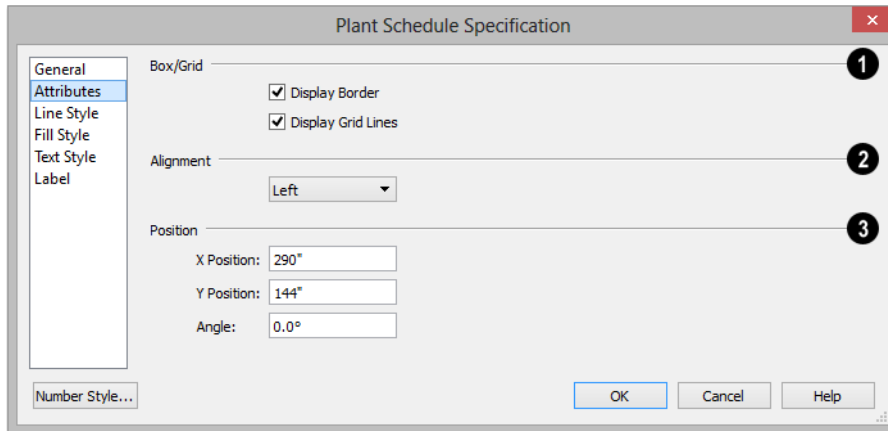 Plant Schedule Specification
General
Attributes
Line Style
Fill Style
Text Style
Label
Box/Grid
1
Display Border
Display Grid Lines
Alignment
2
Left
Position
3
X Position: 290"
Y Position: 144"
Angle: 0.0°
Number Style...
OK
Cancel
Help